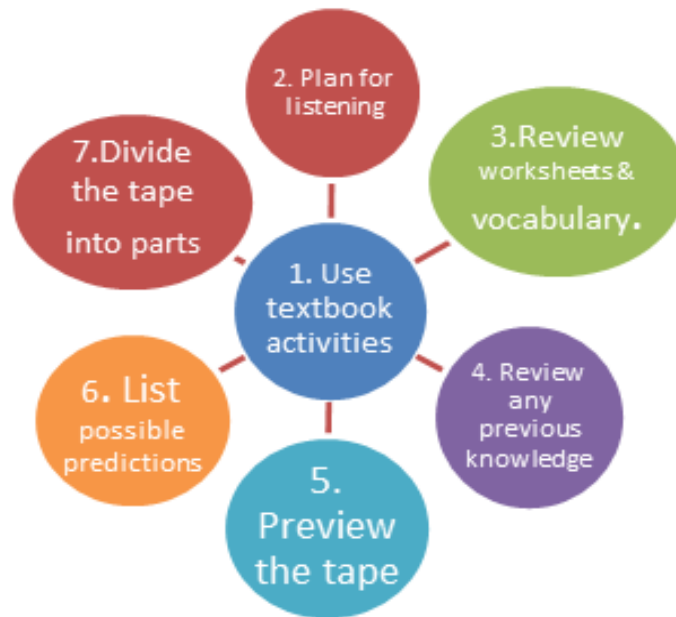 1. Use
textbook
activities
2. Plan for
listening
3.Review
worksheets &
vocabulary.
4. Review
any
previous
knowledge
5.
Preview
the tape
6. List
possible
predictions
7.Divide
the tape
into parts